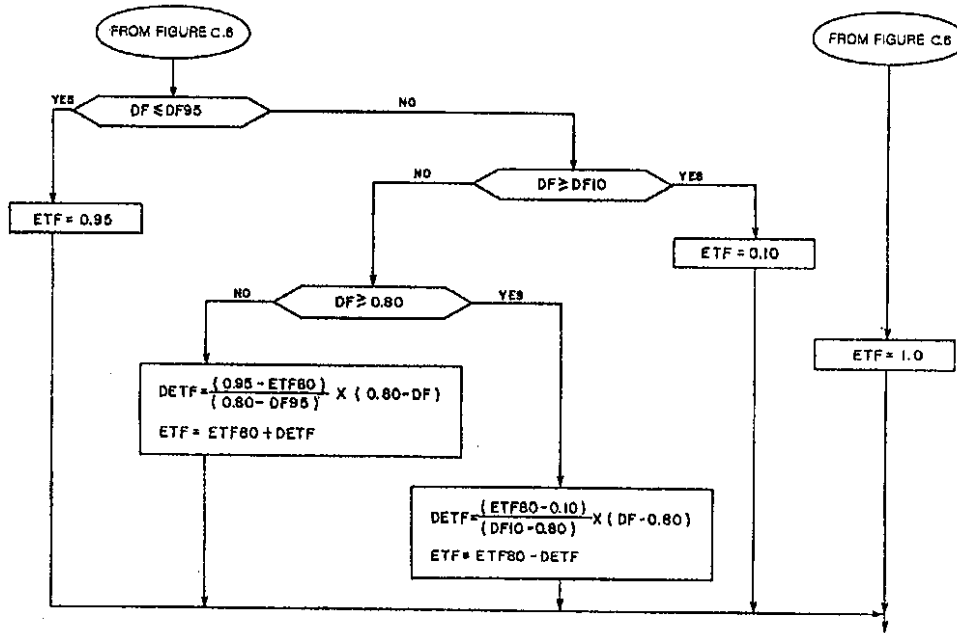 FROM FIGURE C.6
FROM FIGURE C.6
YES
DF ≤ DF95
NO
NO
DF ≥ DF10
YES
ETF = 0.95
ETF = 0.10
NO
DF ≥ 0.80
YES
ETF = 1.0
DETF = (0.95 - ETF80) / (0.80 - DF95) X (0.80 - DF)
ETF = ETF80 + DETF
DETF = (ETF80 - 0.10) / (DF10 - 0.80) X (DF - 0.80)
ETF = ETF80 - DETF